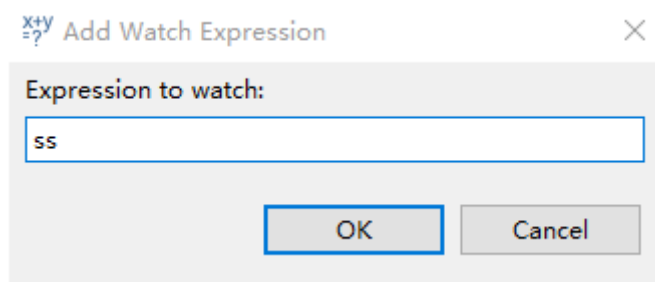 x+y
=?
Add Watch Expression
Expression to watch:
ss
OK
Cancel